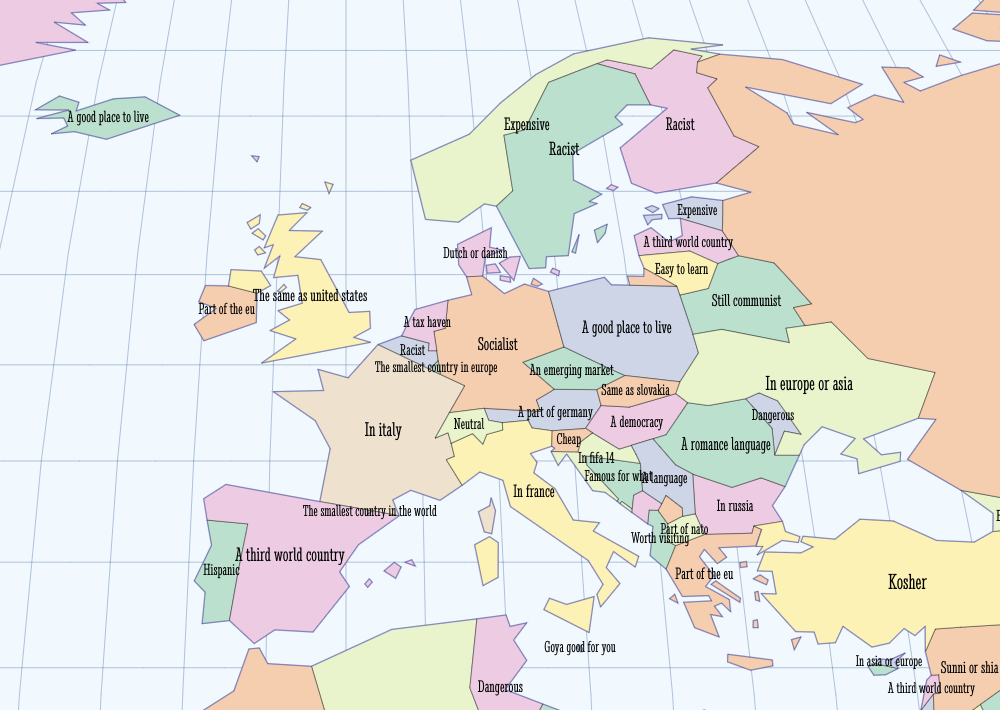 A good place to live
Expensive
Racist
Racist
Expensive
A third world country
Dutch or danish
Easy to learn
The same as united states
Still communist
Part of the eu
A tax haven
A good place to live
Socialist
Racist
The smallest country in europe
An emerging market
In europe or asia
Same as slovakia
A part of germany
Dangerous
A democracy
Neutral
In italy
Cheap
A romance language
In fifa 14
Famous for what
A language
In france
In russia
The smallest country in the world
Part of nato
Worth visiting
A third world country
Hispanic
Part of the eu
Kosher
Goya good for you
In asia or europe
Sunni or shia
A third world country
Dangerous